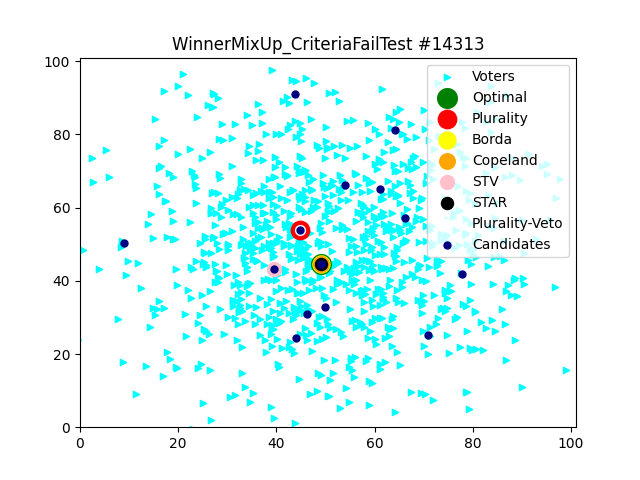 WinnerMixUp_CriteriaFailTest #14313
100
80
60
40
20
0
0 20 40 60 80 100
Voters
Optimal
Plurality
Borda
Copeland
STV
STAR
Plurality-Veto
Candidates